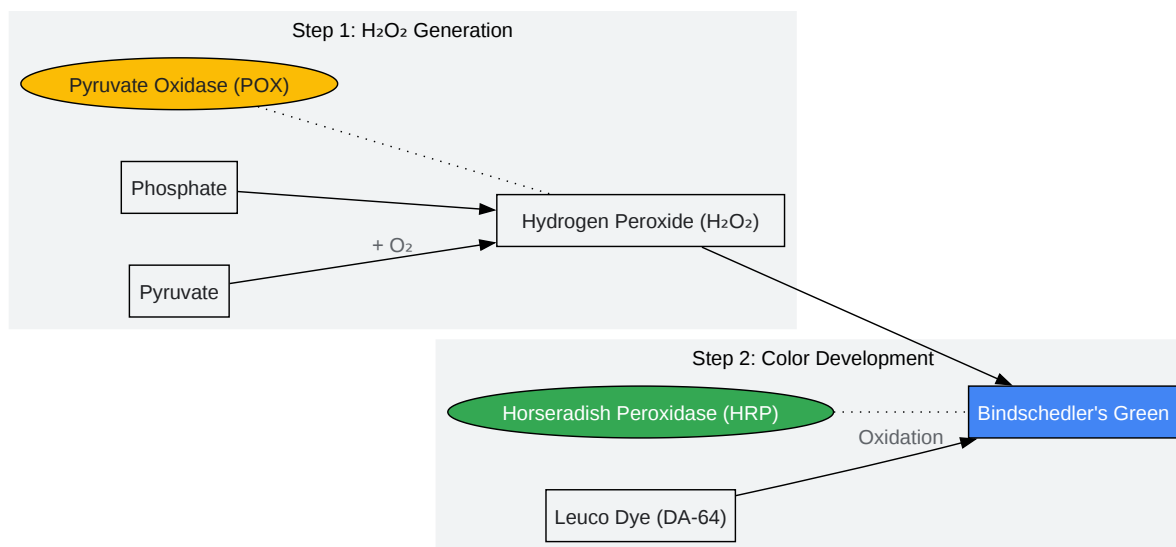 Step 1: H₂O₂ Generation
Pyruvate Oxidase (POX)
Phosphate
Hydrogen Peroxide (H₂O₂)
+ O₂
Pyruvate
Step 2: Color Development
Horseradish Peroxidase (HRP)
Bindschedler's Green
Oxidation
Leuco Dye (DA-64)